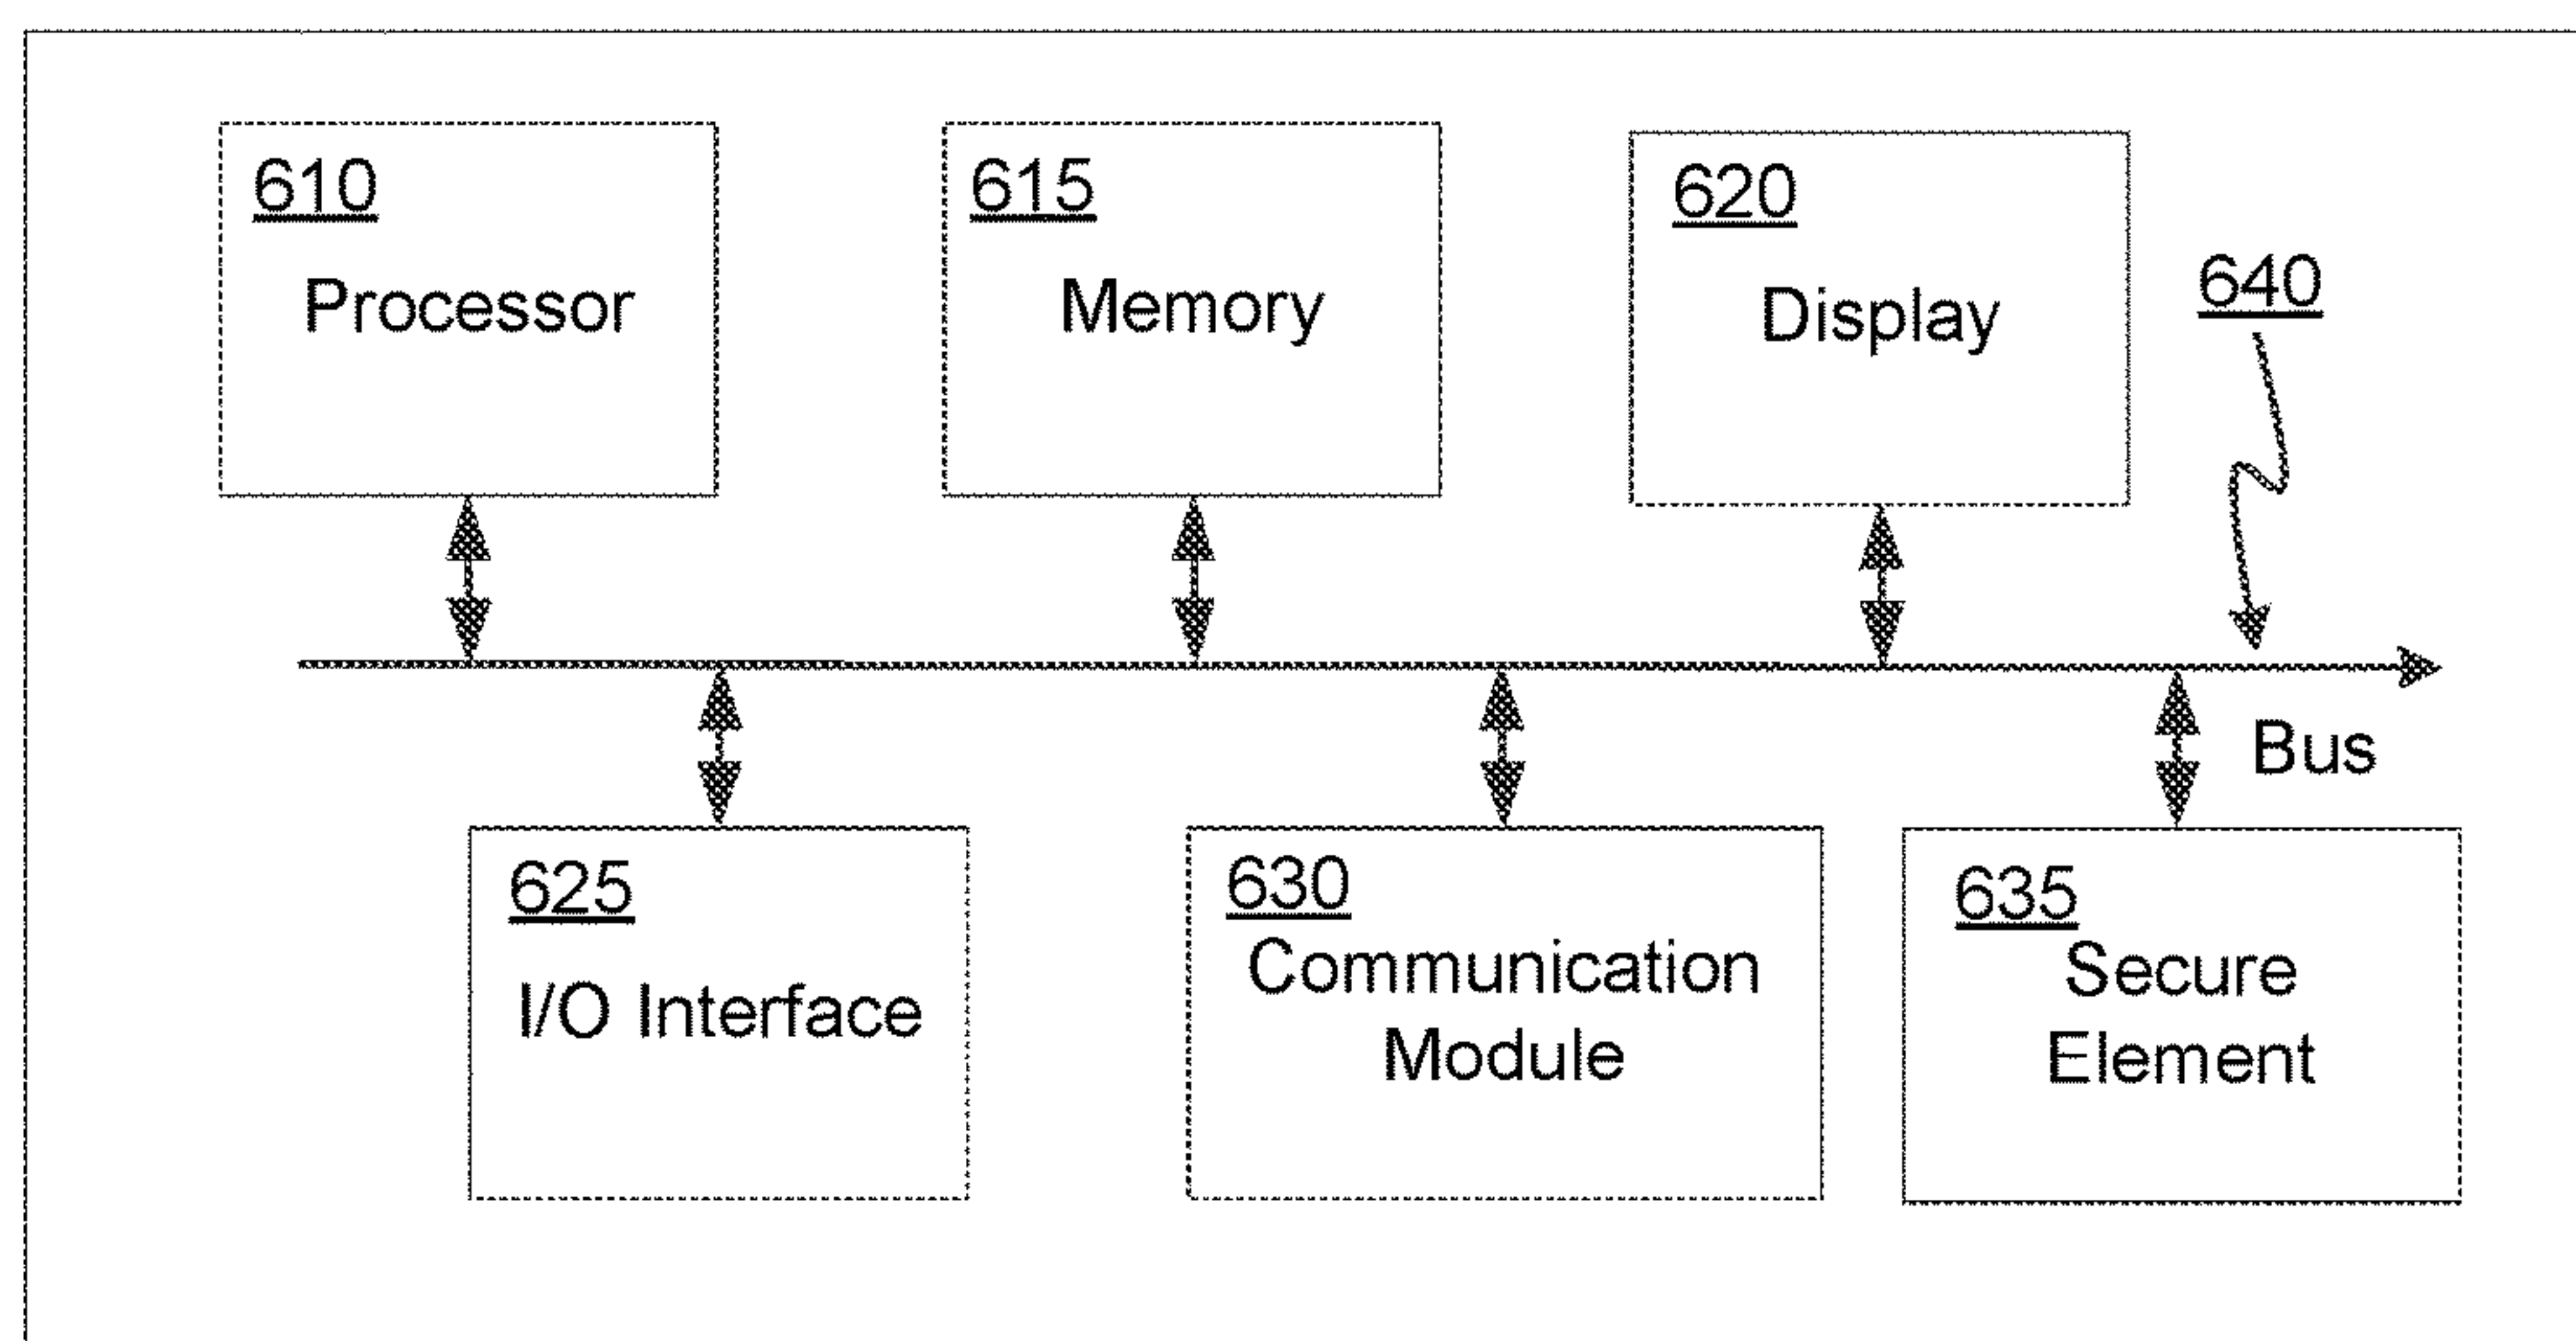 610
Processor
615
Memory
620
Display
640
Bus
625
I/O Interface
630
Communication
Module
635
Secure
Element